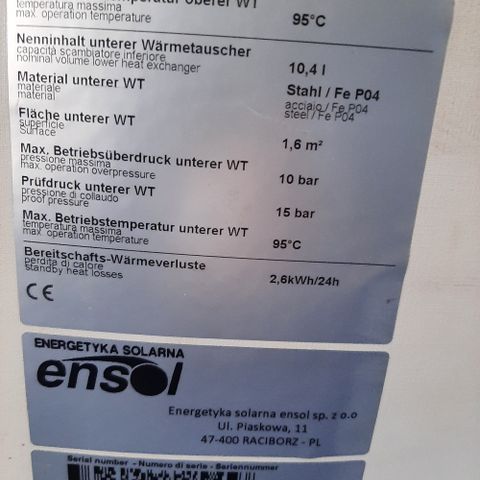 temperatur oberer WT
temperatura massima
max. operation temperature
95°C
Nenninhalt unterer Wärmetauscher
capacità scambiatore inferiore
nominal volume lower heat exchanger
10,4 l
Material unterer WT
materiale
material
Stahl / Fe P04
acciaio / Fe P04
steel / Fe P04
Fläche unterer WT
superficie
Surface
1,6 m²
Max. Betriebsüberdruck unterer WT
pressione massima
max. operation overpressure
10 bar
Prüfdruck unterer WT
pressione di collaudo
proof pressure
15 bar
Max. Betriebstemperatur unterer WT
temperatura massima
max. operation temperature
95°C
Bereitschafts-Wärmeverluste
perdita di calore
standby heat losses
2,6kWh/24h
CE
ENERGETYKA SOLARNA
ensol
Energetyka solarna ensol sp. z o.o
Ul. Piaskowa, 11
47-400 RACIBORZ - PL
Serial number - Numero di serie - Seriennummer